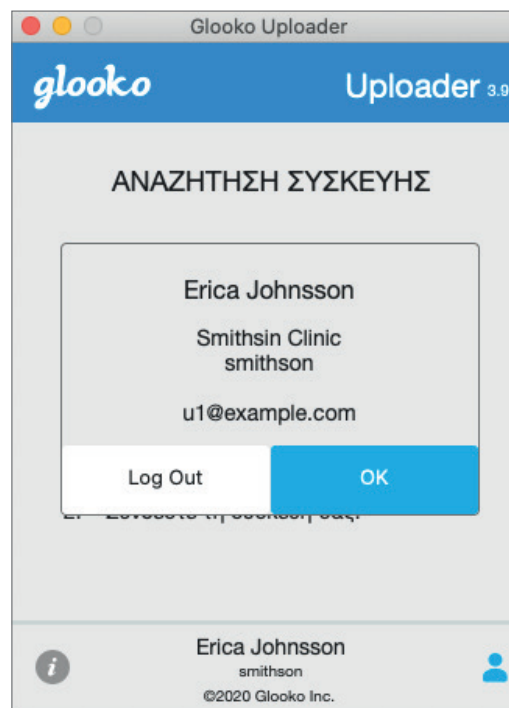 Glooko Uploader
glooko Uploader 3.9
ΑΝΑΖΗΤΗΣΗ ΣΥΣΚΕΥΗΣ
Erica Johnsson
Smithsin Clinic
smithson
u1@example.com
Log Out OK
Erica Johnsson
smithson
©2020 Glooko Inc.